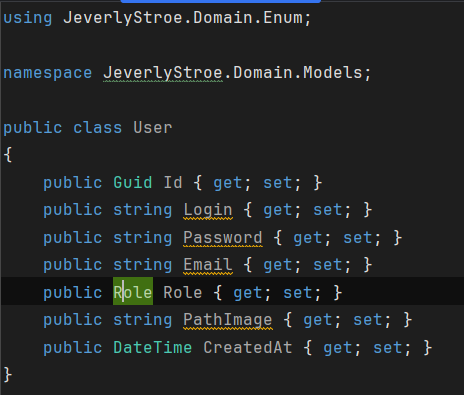 using JeverlyStroe.Domain.Enum;
namespace JeverlyStroe.Domain.Models;
public class User
{
    public Guid Id { get; set; }
    public string Login { get; set; }
    public string Password { get; set; }
    public string Email { get; set; }
    public Role Role { get; set; }
    public string PathImage { get; set; }
    public DateTime CreatedAt { get; set; }
}